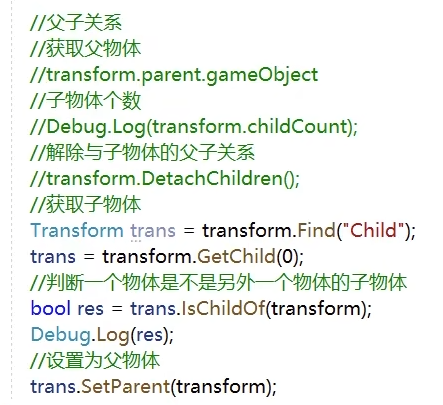 //父子关系
//获取父物体
//transform.parent.gameObject
//子物体个数
//Debug.Log(transform.childCount);
//解除与子物体的父子关系
//transform.DetachChildren();
//获取子物体
Transform trans = transform.Find("Child");
trans = transform.GetChild(0);
//判断一个物体是不是另外一个物体的子物体
bool res = trans.IsChildOf(transform);
Debug.Log(res);
//设置为父物体
trans.SetParent(transform);